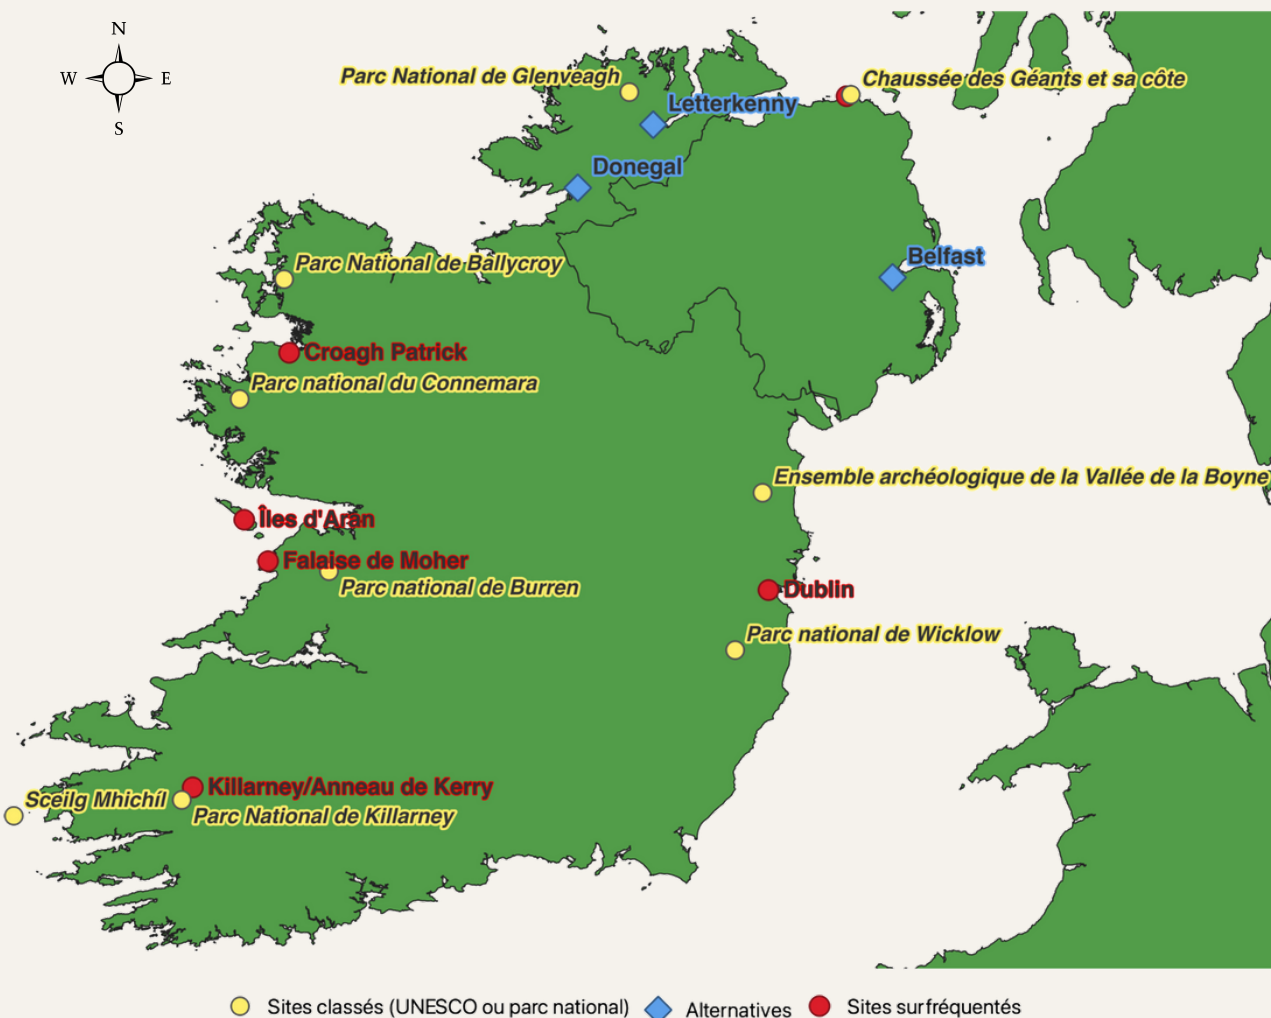 N
W E
S
Parc National de Glenveagh
Chaussée des Géants et sa côte
Letterkenny
Donegal
Belfast
Parc National de Ballycroy
Croagh Patrick
Parc national du Connemara
Ensemble archéologique de la Vallée de la Boyne
Îles d'Aran
Falaise de Moher
Parc national de Burren
Dublin
Parc national de Wicklow
Killarney/Anneau de Kerry
Sceilg Mhichíl
Parc National de Killarney
Sites classés (UNESCO ou parc national) Alternatives Sites surfréquentés